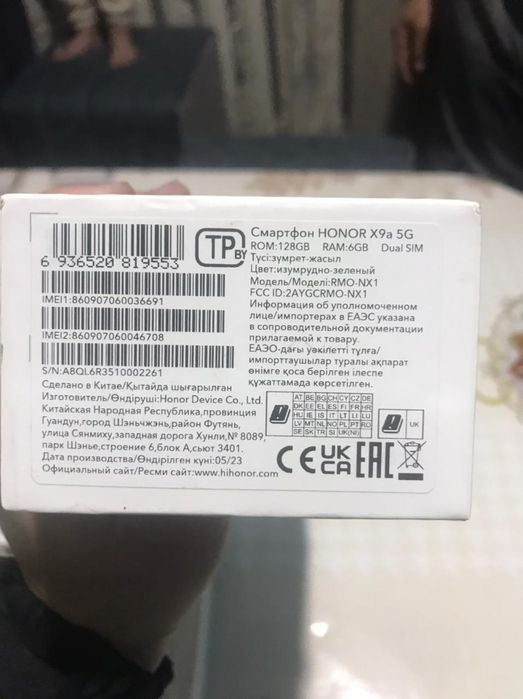 Смартфон HONOR X9a 5G
ROM:128GB RAM:6GB Dual SIM
Түсі:зүмрет-жасыл
Цвет:изумрудно-зеленый
Модель/Моделі:RMO-NX1
FCC ID:2AYGCRMO-NX1
Информация об уполномоченном
лице/импортерах в ЕАЭС указана
в сопроводительной документации
прилагаемой к товару.
ЕАЭО-дағы уәкілетті тұлға/
импорттаушылар туралы ақпарат
өнімге қоса берілген ілеспе
құжаттамада көрсетілген.
TP BY
6 936520 819553
IMEI1:860907060036691
IMEI2:860907060046708
S/N:A8QL6R3510002261
Сделано в Китае/Қытайда шығарылған
Изготовитель/Өндіруші:Honor Device Co., Ltd.
Китайская Народная Республика,провинция
Гуандун,город Шэньчжэнь,район Футянь,
улица Сянмиху,западная дорога Хунли,№ 8089,
парк Шэнье,строение 6,блок А,сьют 3401.
Дата производства/Өндірілген күні:05/23
Официальный сайт/Ресми сайт:www.hihonor.com
AT BE BG CH CY CZ DE
DK EE EL ES FI FR HR
HU IE IS IT LT LI LU
LV MT NL NO PL PT RO
SE SK TR SI UK(NI)
UK
CE UK CA EAC